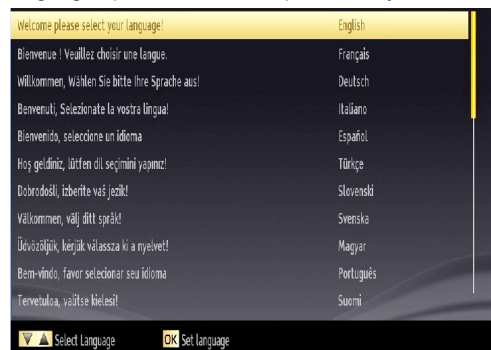 Welcome please select your language! English
Bienvenue ! Veuillez choisir une langue. Français
Willkommen, Wählen Sie bitte Ihre Sprache aus! Deutsch
Benvenuti, Selezionate la vostra lingua! Italiano
Bienvenido, seleccione un idioma Español
Hoş geldiniz, lütfen dil seçimini yapınız! Türkçe
Dobrodošli, izberite vaš jezik! Slovenski
Välkommen, välj ditt språk! Svenska
Üdvözöljük, kérjük válassza ki a nyelvet! Magyar
Bem-vindo, favor selecionar seu idioma Português
Tervetuloa, valitse kielesi! Suomi
Select Language OK Set language